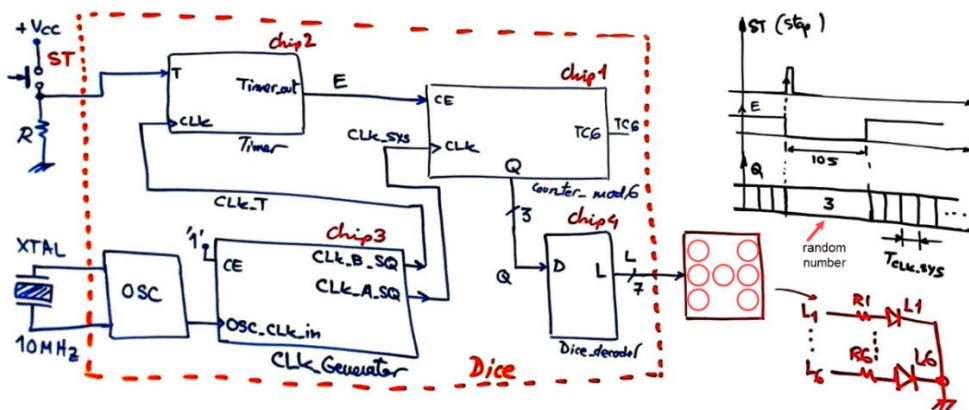 +Vcc
ST
R
chip2
T
Timer_out
CLK
Timer
E
chip1
CE
CLK_sys
CLK
TC6
TC6
Q
Counter_mod6
3
CLK_T
'1'
chip3
CE
CLK_B_SQ
CLK_A_SQ
OSC_CLK_in
CLK_Generator
XTAL
10MHz
OSC
chip4
Q
D
L
L
7
Dice_decoder
Dice
ST (stop)
E
10s
Q
3
random
number
TCLK_sys
L1
R1
L1
L6
R6
L6